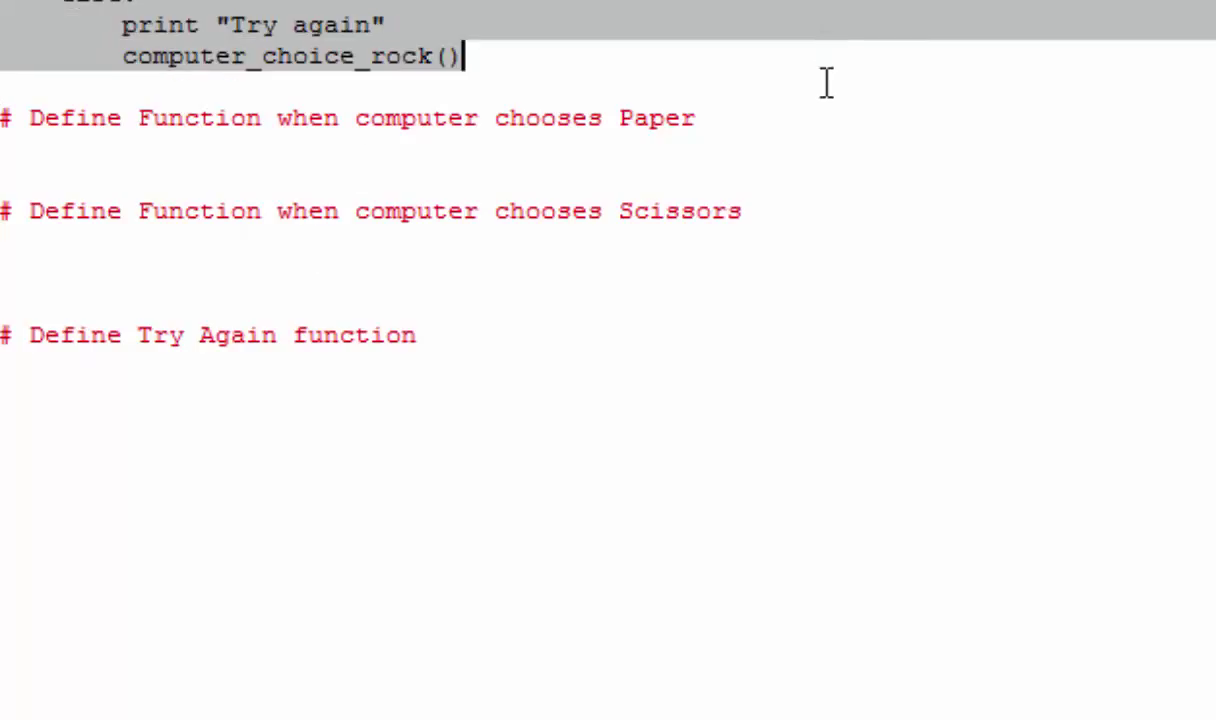 print "Try again"
computer_choice_rock()
# Define Function when computer chooses Paper
# Define Function when computer chooses Scissors
# Define Try Again function